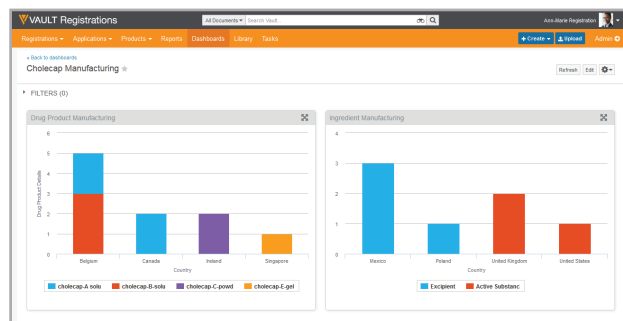 VAULT Registrations
All Documents Search Vault...
Ann-Marie Registration
Registrations Applications Products Reports Dashboards Library Tasks
+ Create Upload Admin
« Back to dashboards
Cholecap Manufacturing
Refresh Edit
FILTERS (0)
Drug Product Manufacturing
6
5
4
3
2
1
0
Drug Product Details
Belgium Canada Ireland Singapore
Country
cholecap-A solu cholecap-B-solu cholecap-C-powd cholecap-E-gel
Ingredient Manufacturing
4
3
2
1
0
Mexico Poland United Kingdom United States
Country
Excipient Active Substanc